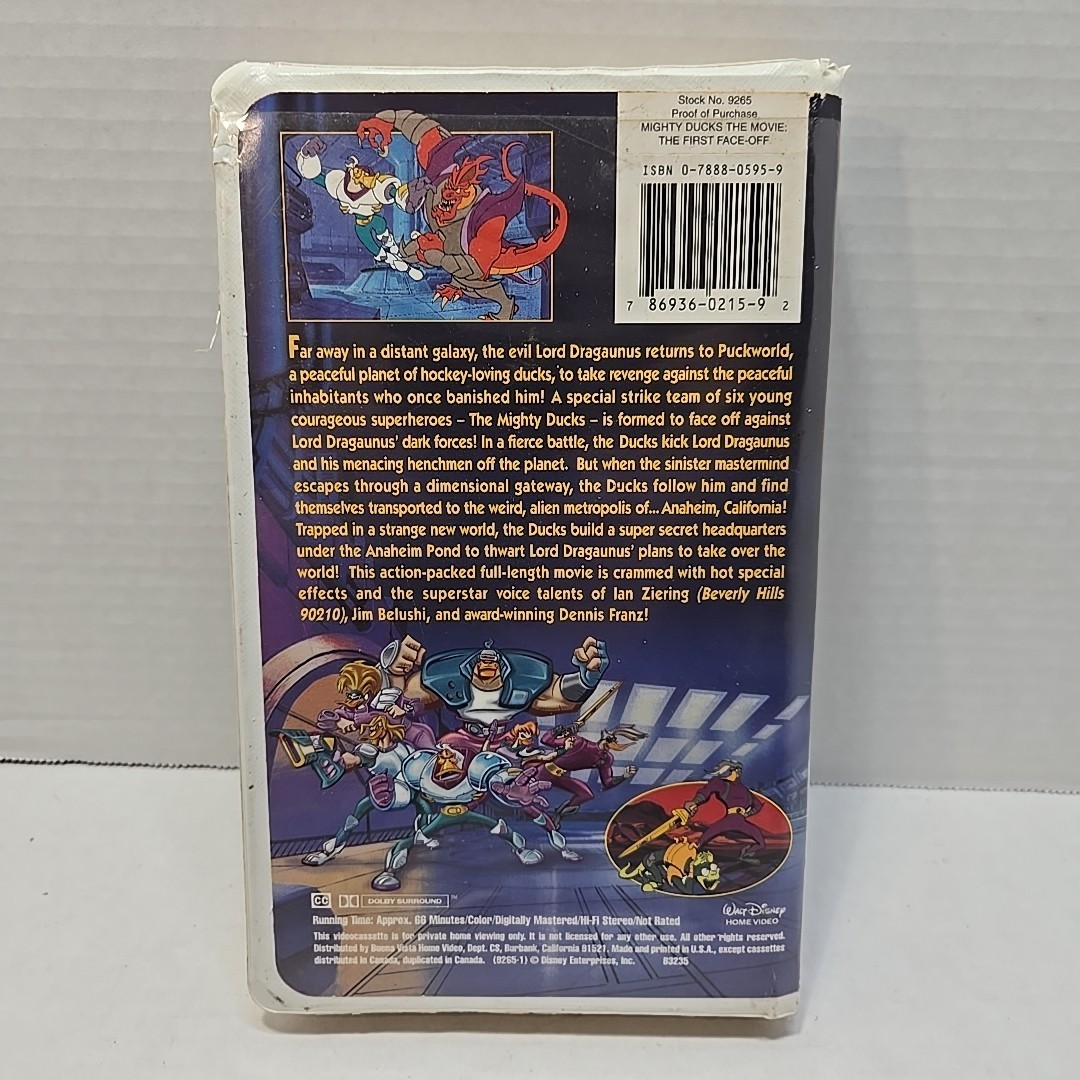 Stock No. 9265
Proof of Purchase
MIGHTY DUCKS THE MOVIE:
THE FIRST FACE-OFF
ISBN 0-7888-0595-9
7 86936-0215-9 2
Far away in a distant galaxy, the evil Lord Dragaunus returns to Puckworld,
a peaceful planet of hockey-loving ducks, to take revenge against the peaceful
inhabitants who once banished him! A special strike team of six young
courageous superheroes – The Mighty Ducks – is formed to face off against
Lord Dragaunus' dark forces! In a fierce battle, the Ducks kick Lord Dragaunus
and his menacing henchmen off the planet. But when the sinister mastermind
escapes through a dimensional gateway, the Ducks follow him and find
themselves transported to the weird, alien metropolis of... Anaheim, California!
Trapped in a strange new world, the Ducks build a super secret headquarters
under the Anaheim Pond to thwart Lord Dragaunus' plans to take over the
world! This action-packed full-length movie is crammed with hot special
effects and the superstar voice talents of Ian Ziering (Beverly Hills
90210), Jim Belushi, and award-winning Dennis Franz!
CC DOLBY SURROUND ™
Running Time: Approx. 66 Minutes/Color/Digitally Mastered/Hi-Fi Stereo/Not Rated
WALT DISNEY
HOME VIDEO
This videocassette is for private home viewing only. It is not licensed for any other use. All other rights reserved.
Distributed by Buena Vista Home Video, Dept. CS, Burbank, California 91521. Made and printed in U.S.A., except cassettes
distributed in Canada, duplicated in Canada. (9265-1) © Disney Enterprises, Inc. B3235